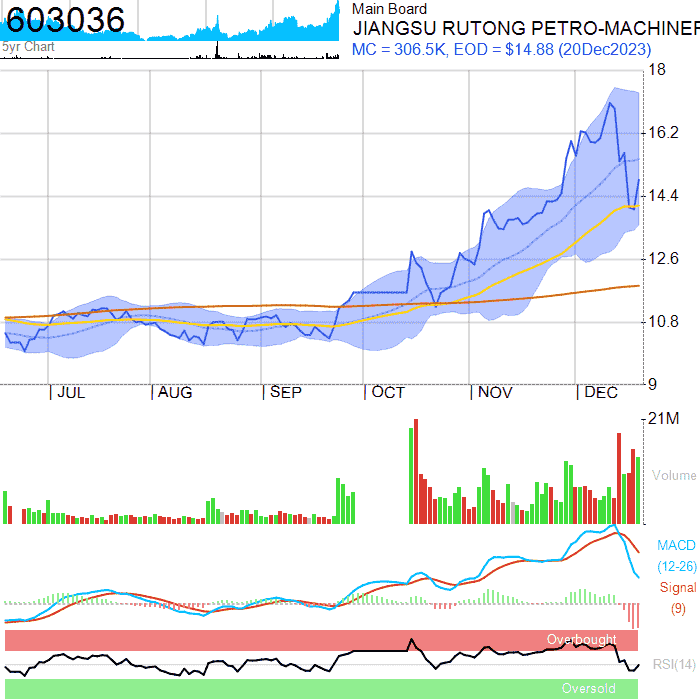 603036
5yr Chart
Main Board
JIANGSU RUTONG PETRO-MACHINER
MC = 306.5K, EOD = $14.88 (20Dec2023)
18
16.2
14.4
12.6
10.8
9
JUL
AUG
SEP
OCT
NOV
DEC
21M
Volume
MACD
(12-26)
Signal
(9)
Overbought
RSI(14)
Oversold